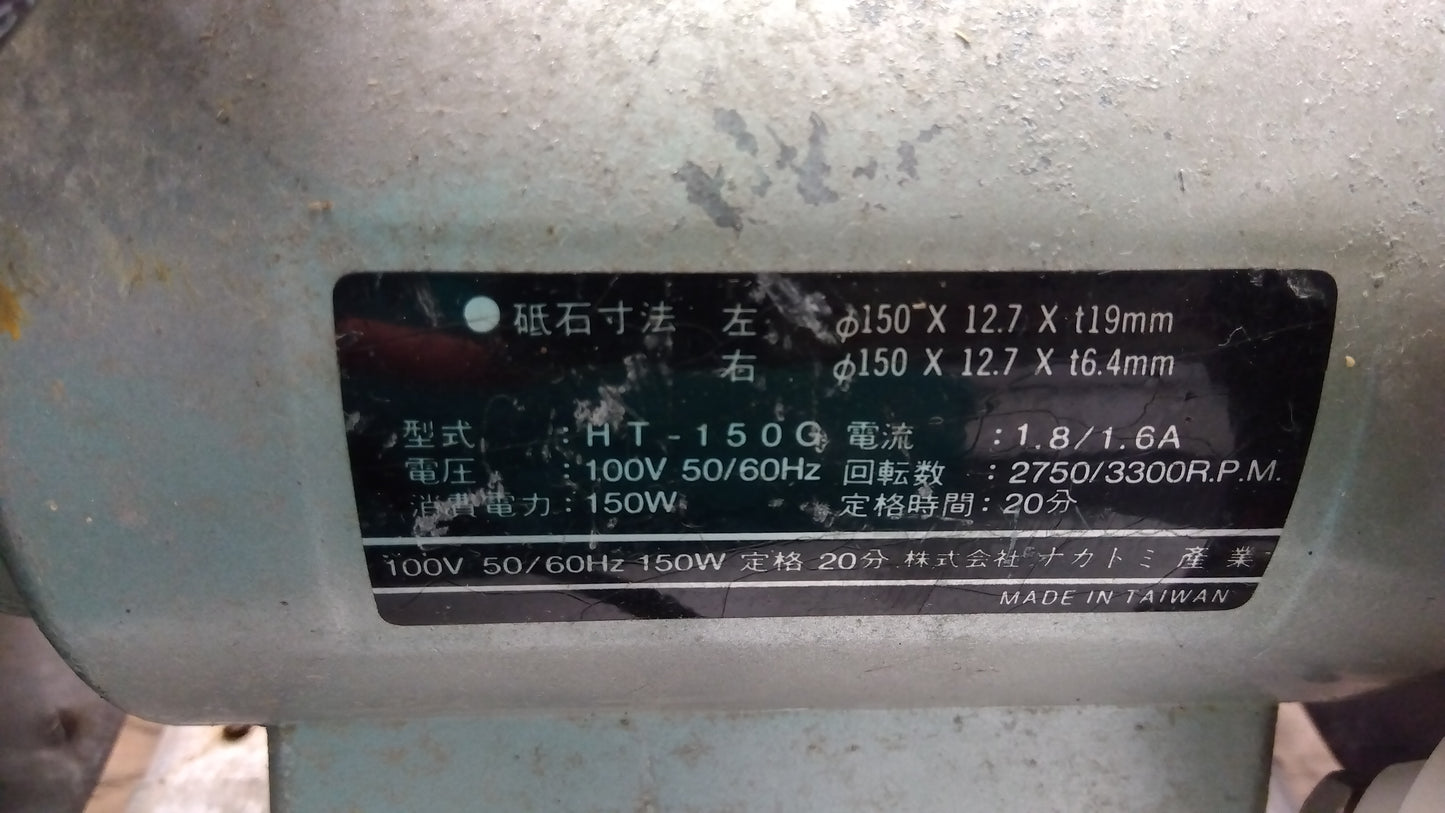 ●砥石寸法 左 φ150 X 12.7 X t19mm
右 φ150 X 12.7 X t6.4mm
型式 : HT-150G 電流 : 1.8/1.6A
電圧 : 100V 50/60Hz 回転数 : 2750/3300R.P.M.
消費電力 : 150W 定格時間 : 20分
100V 50/60Hz 150W 定格 20分 株式会社 ナカトミ産業
MADE IN TAIWAN